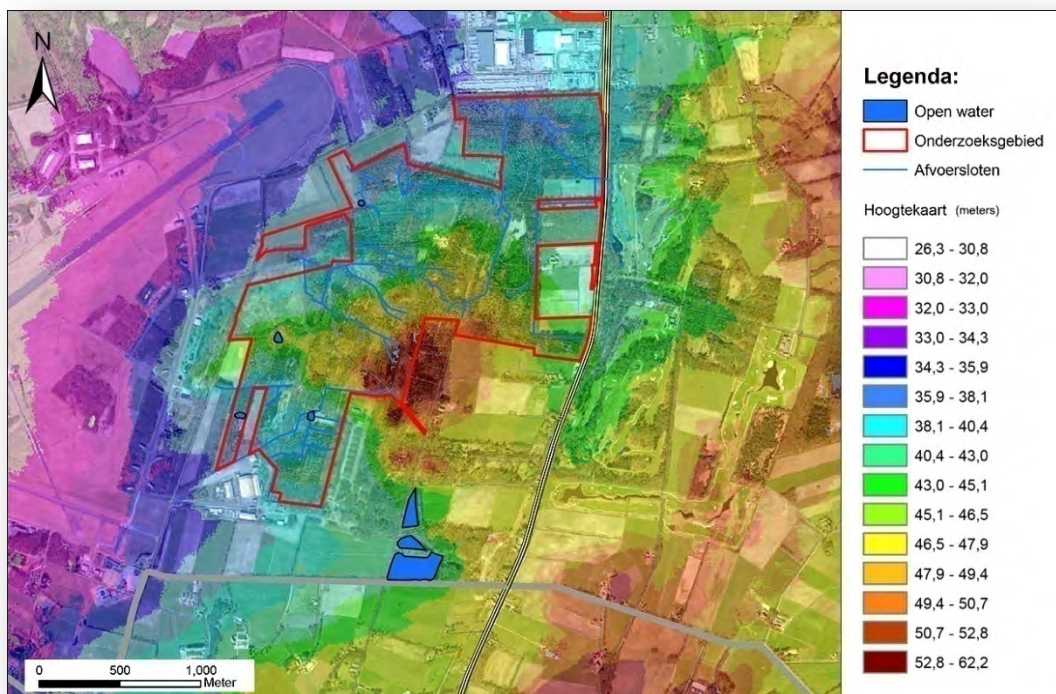 N
0 500 1,000
Meter
Legenda:
Open water
Onderzoeksgebied
Afvoersloten
Hoogtekaart (meters)
26,3 - 30,8
30,8 - 32,0
32,0 - 33,0
33,0 - 34,3
34,3 - 35,9
35,9 - 38,1
38,1 - 40,4
40,4 - 43,0
43,0 - 45,1
45,1 - 46,5
46,5 - 47,9
47,9 - 49,4
49,4 - 50,7
50,7 - 52,8
52,8 - 62,2